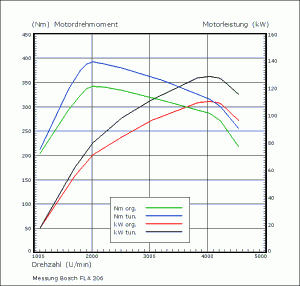 (Nm) Motordrehmoment Motorleistung (kW)
450 160
400 140
350 120
300 100
250
200 80
150 60
100 40
50 20
0 0
Nm org.
Nm tun.
kW org.
kW tun.
1000 2000 3000 4000 5000
Drehzahl (U/min)
Messung Bosch FLA 206